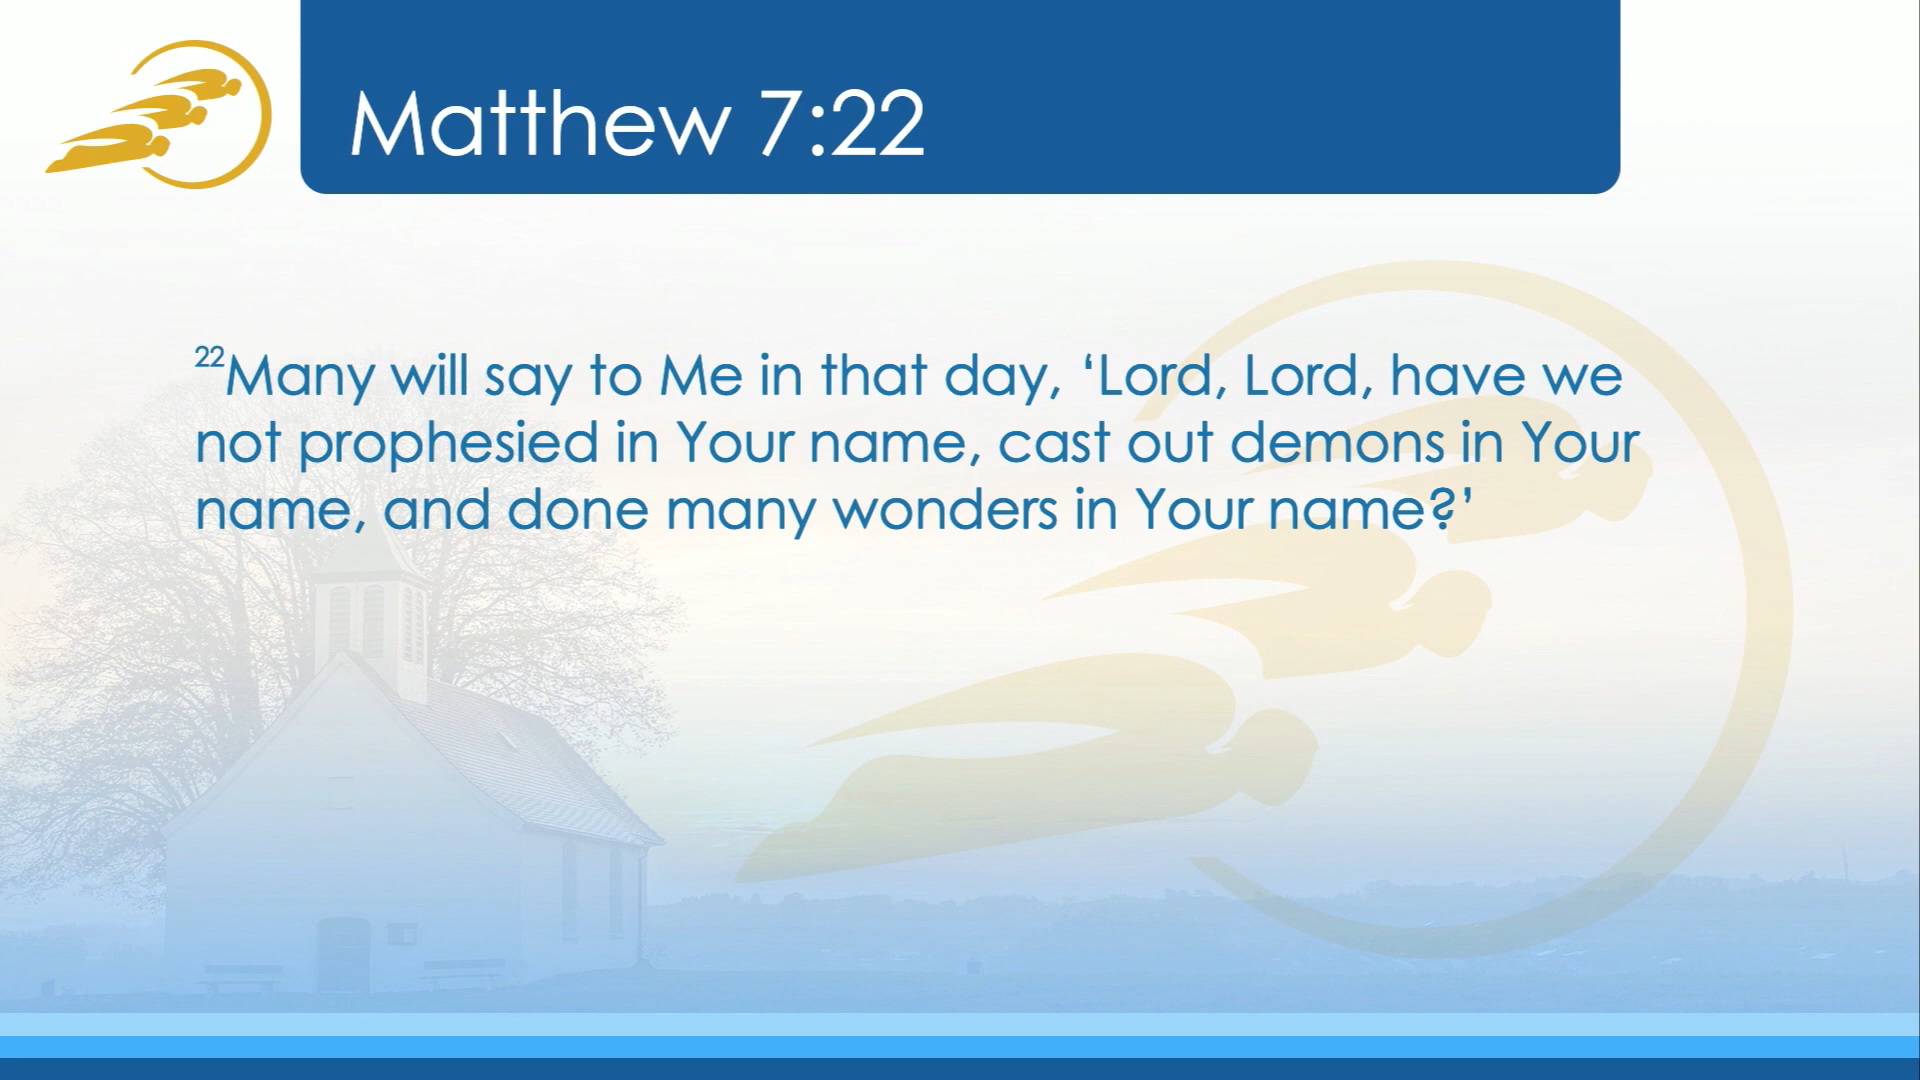 Matthew 7:22
22Many will say to Me in that day, ‘Lord, Lord, have we
not prophesied in Your name, cast out demons in Your
name, and done many wonders in Your name?’